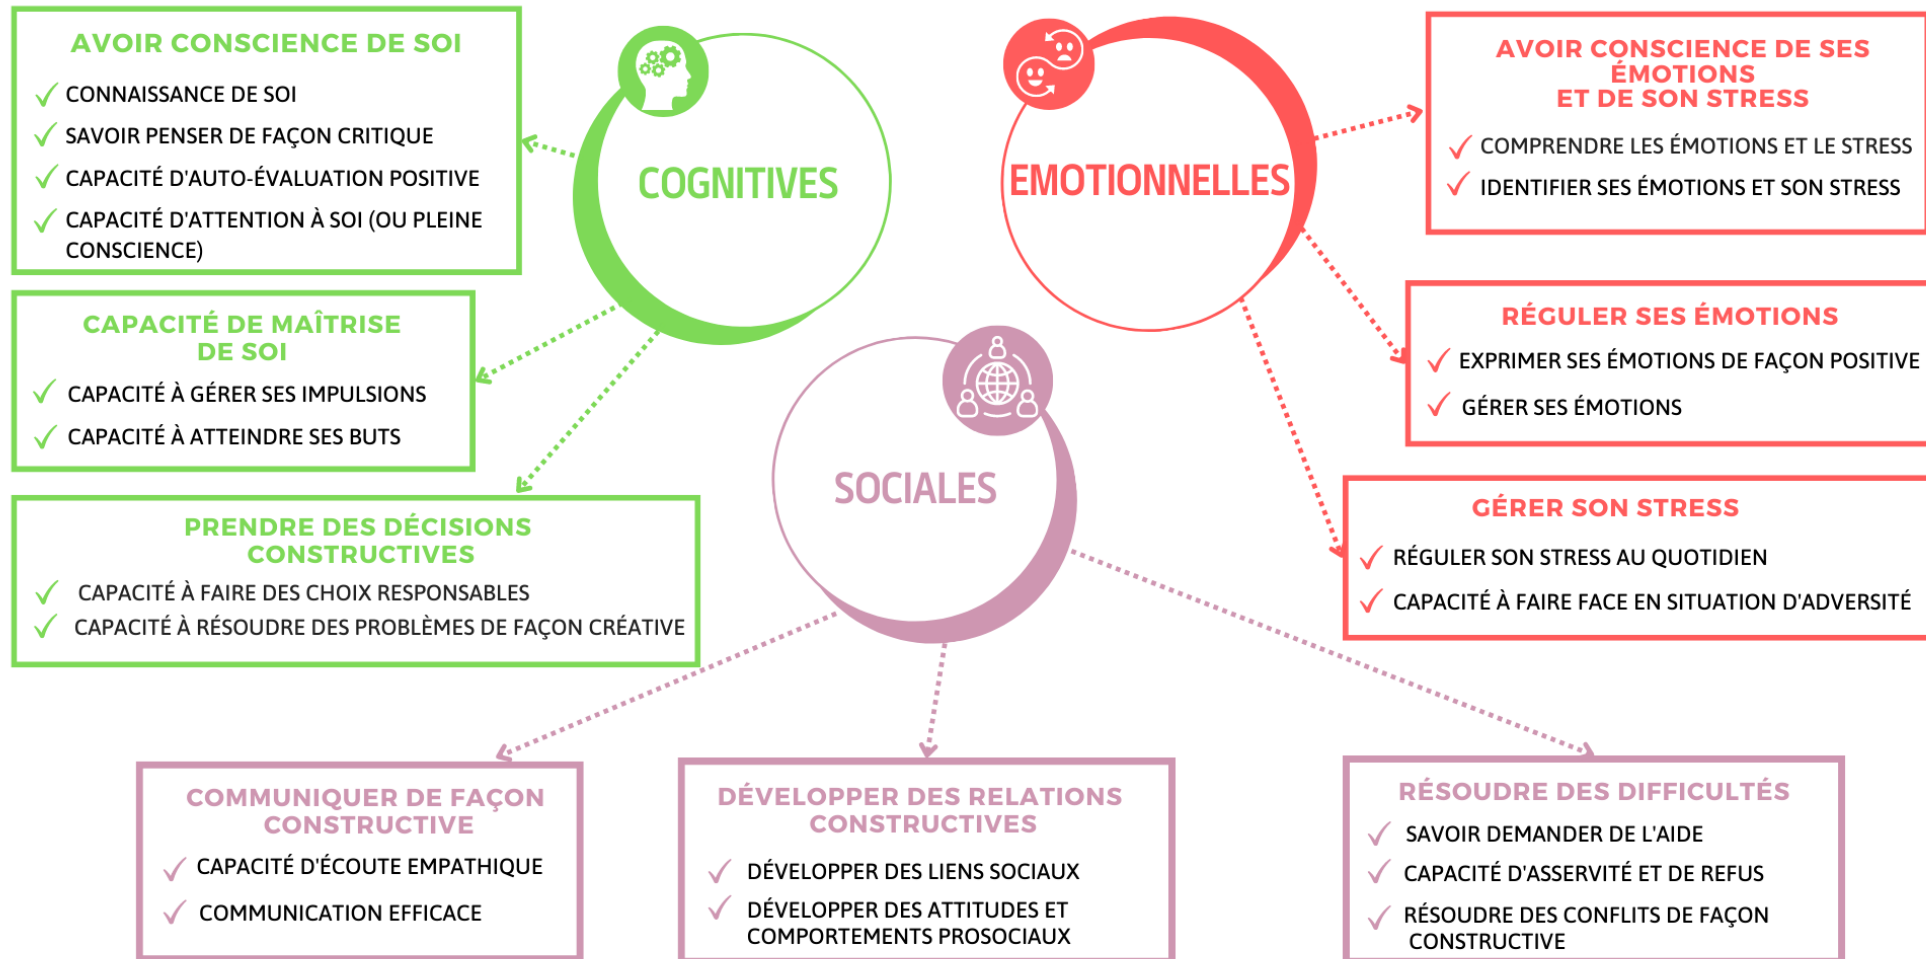 AVOIR CONSCIENCE DE SOI
CONNAISSANCE DE SOI
SAVOIR PENSER DE FAÇON CRITIQUE
CAPACITÉ D'AUTO-ÉVALUATION POSITIVE
CAPACITÉ D'ATTENTION À SOI (OU PLEINE
CONSCIENCE)
COGNITIVES
CAPACITÉ DE MAÎTRISE
DE SOI
CAPACITÉ À GÉRER SES IMPULSIONS
CAPACITÉ À ATTEINDRE SES BUTS
PRENDRE DES DÉCISIONS
CONSTRUCTIVES
CAPACITÉ À FAIRE DES CHOIX RESPONSABLES
CAPACITÉ À RÉSOUDRE DES PROBLÈMES DE FAÇON CRÉATIVE
EMOTIONNELLES
AVOIR CONSCIENCE DE SES
ÉMOTIONS
ET DE SON STRESS
COMPRENDRE LES ÉMOTIONS ET LE STRESS
IDENTIFIER SES ÉMOTIONS ET SON STRESS
RÉGULER SES ÉMOTIONS
EXPRIMER SES ÉMOTIONS DE FAÇON POSITIVE
GÉRER SES ÉMOTIONS
GÉRER SON STRESS
RÉGULER SON STRESS AU QUOTIDIEN
CAPACITÉ À FAIRE FACE EN SITUATION D'ADVERSITÉ
SOCIALES
COMMUNIQUER DE FAÇON
CONSTRUCTIVE
CAPACITÉ D'ÉCOUTE EMPATHIQUE
COMMUNICATION EFFICACE
DÉVELOPPER DES RELATIONS
CONSTRUCTIVES
DÉVELOPPER DES LIENS SOCIAUX
DÉVELOPPER DES ATTITUDES ET
COMPORTEMENTS PROSOCIAUX
RÉSOUDRE DES DIFFICULTÉS
SAVOIR DEMANDER DE L'AIDE
CAPACITÉ D'ASSERVITÉ ET DE REFUS
RÉSOUDRE DES CONFLITS DE FAÇON
CONSTRUCTIVE